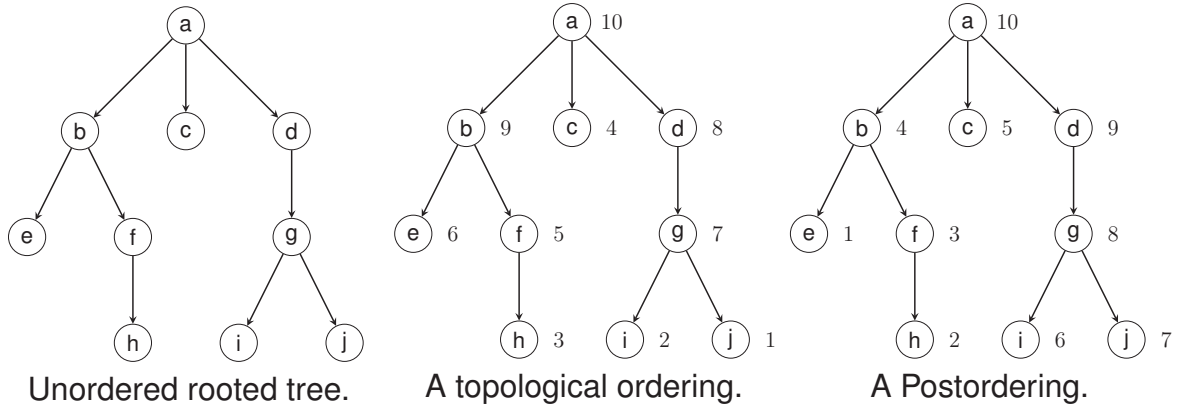 a
b c d
e f g
h i j
Unordered rooted tree.
a 10
b 9 c 4 d 8
e 6 f 5 g 7
h 3 i 2 j 1
A topological ordering.
a 10
b 4 c 5 d 9
e 1 f 3 g 8
h 2 i 6 j 7
A Postordering.